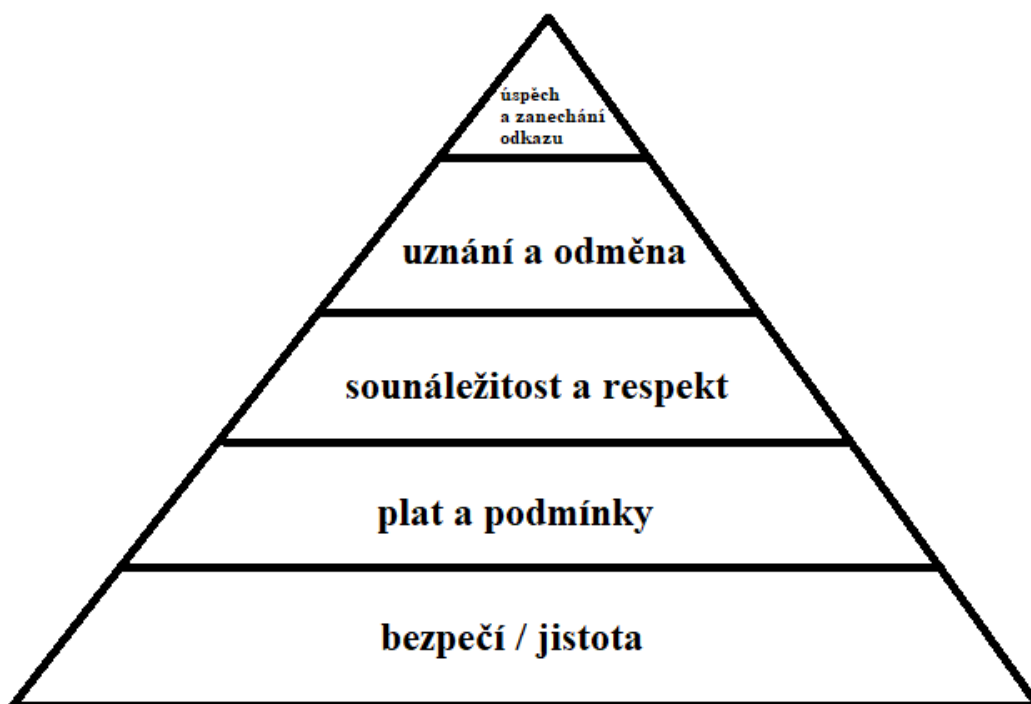 úspěch
a zanechání
odkazu
uznání a odměna
sounáležitost a respekt
plat a podmínky
bezpečí / jistota